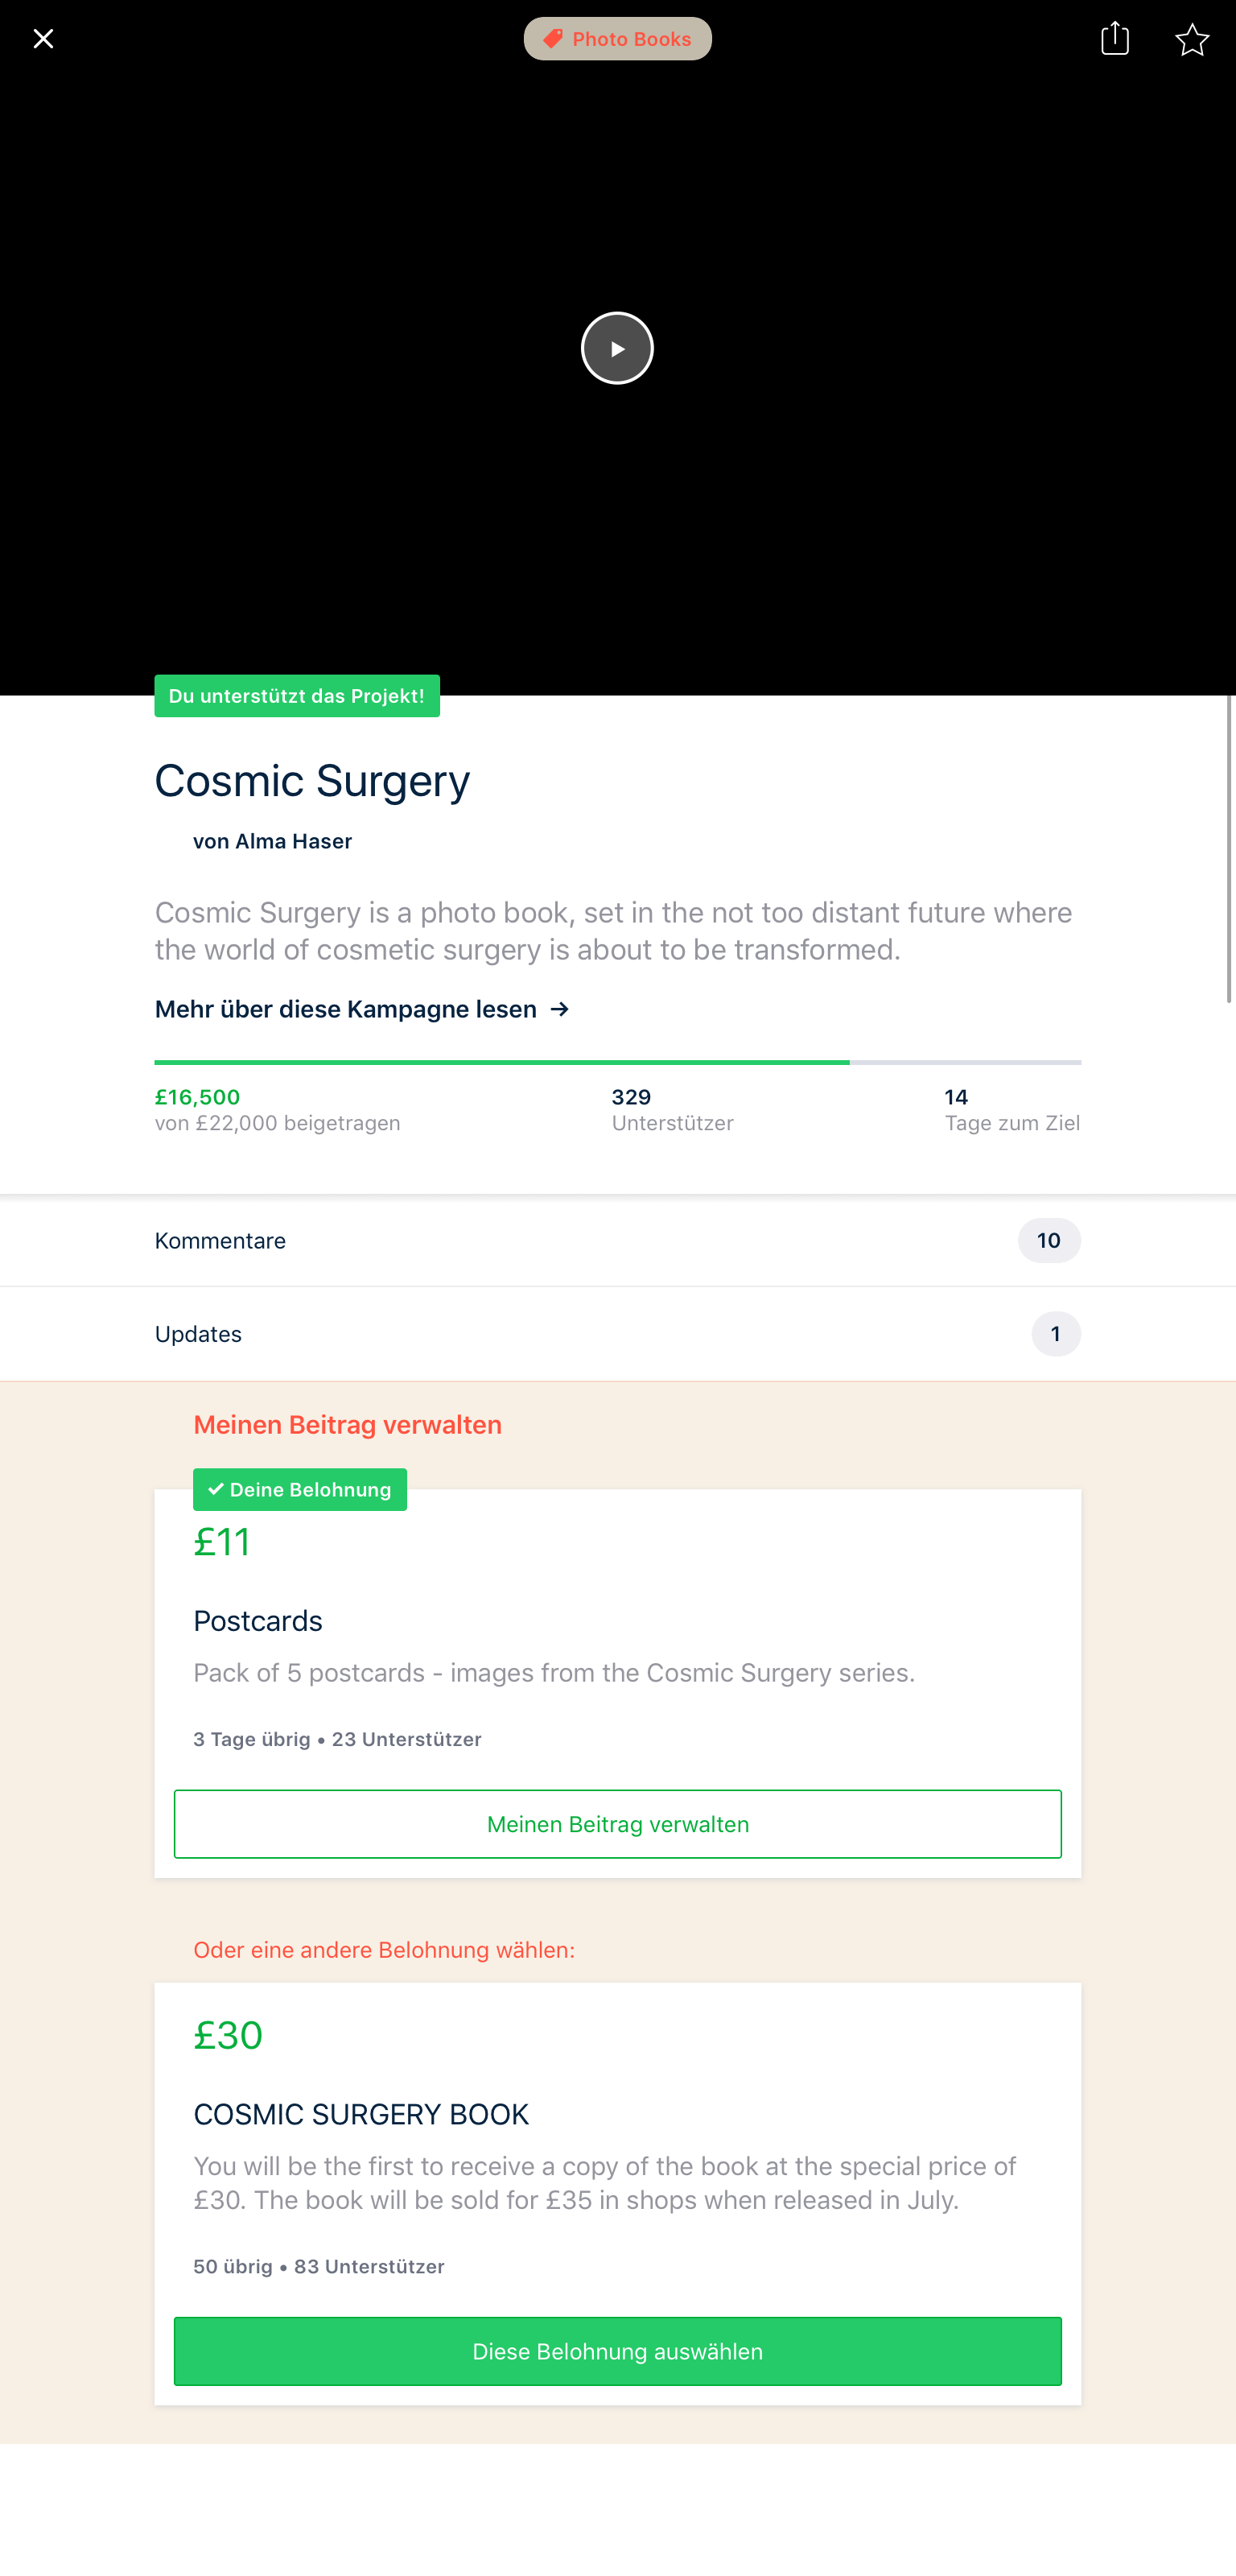 Photo Books
Du unterstützt das Projekt!
Cosmic Surgery
von Alma Haser
Cosmic Surgery is a photo book, set in the not too distant future where
the world of cosmetic surgery is about to be transformed.
Mehr über diese Kampagne lesen →
£16,500
von £22,000 beigetragen
329
Unterstützer
14
Tage zum Ziel
Kommentare
10
Updates
1
Meinen Beitrag verwalten
✓ Deine Belohnung
£11
Postcards
Pack of 5 postcards - images from the Cosmic Surgery series.
3 Tage übrig • 23 Unterstützer
Meinen Beitrag verwalten
Oder eine andere Belohnung wählen:
£30
COSMIC SURGERY BOOK
You will be the first to receive a copy of the book at the special price of
£30. The book will be sold for £35 in shops when released in July.
50 übrig • 83 Unterstützer
Diese Belohnung auswählen